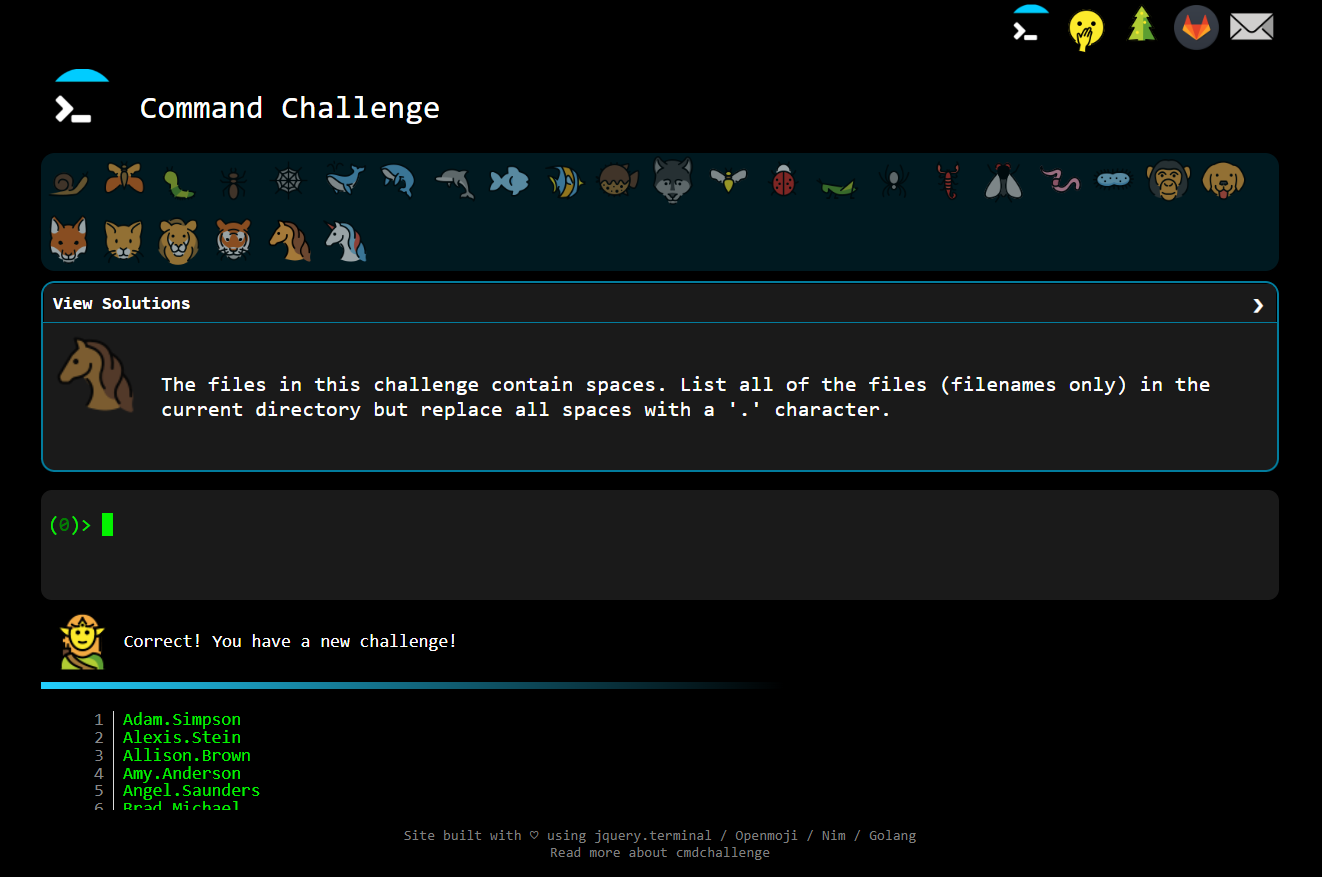 Command Challenge
View Solutions
The files in this challenge contain spaces. List all of the files (filenames only) in the
current directory but replace all spaces with a '.' character.
(0)>
Correct! You have a new challenge!
1 Adam.Simpson
2 Alexis.Stein
3 Allison.Brown
4 Amy.Anderson
5 Angel.Saunders
6 Brad.Michael
Site built with ♡ using jquery.terminal / Openmoji / Nim / Golang
Read more about cmdchallenge